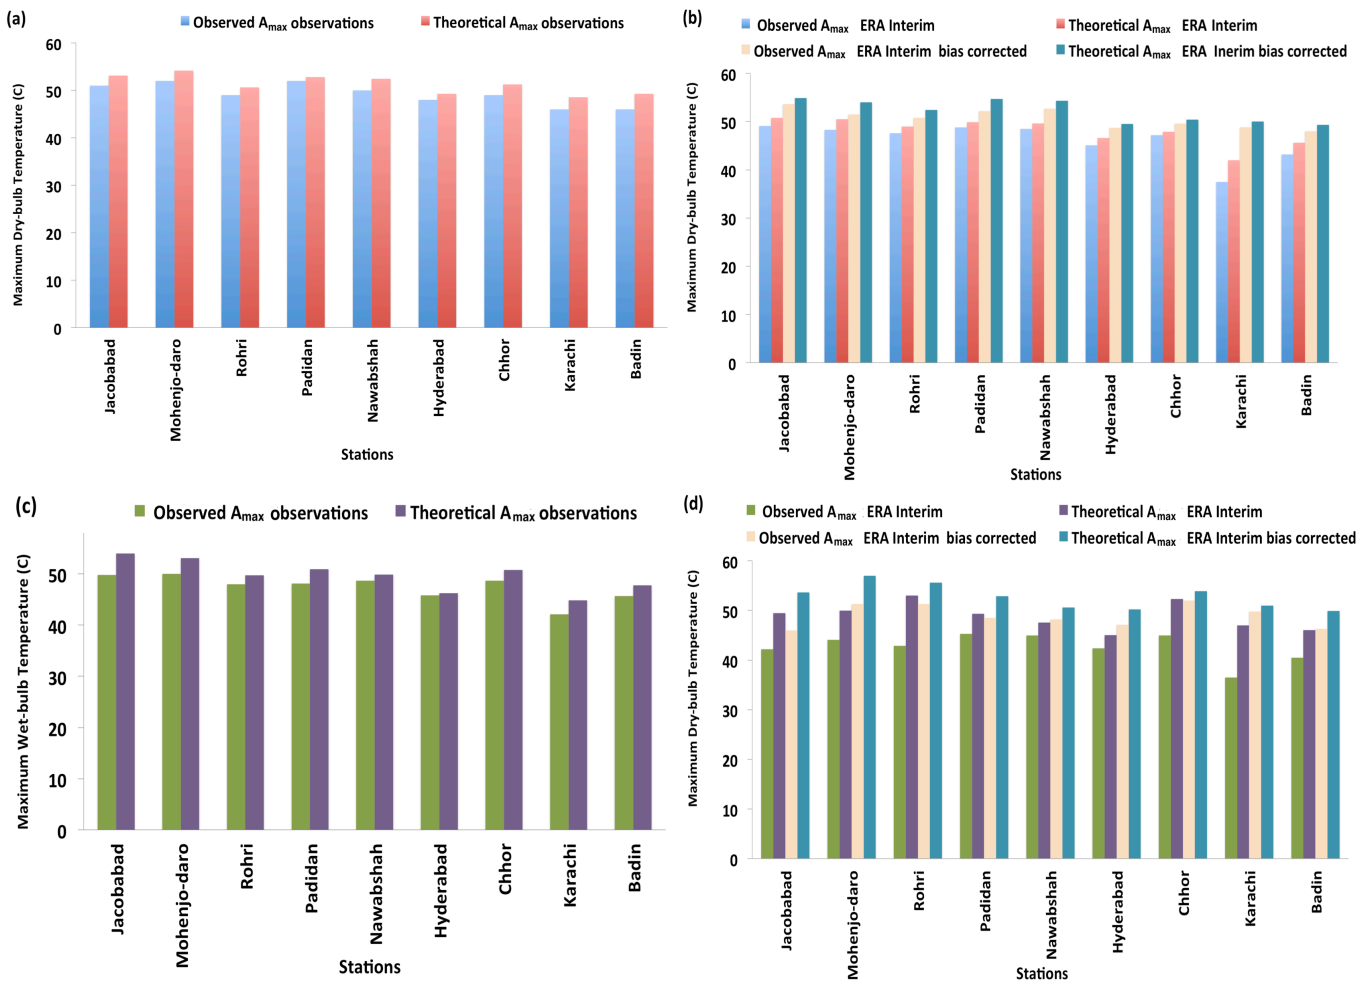 (a)
Observed Amax observations
Theoretical Amax observations
Maximum Dry-bulb Temperature (C)
60
50
40
30
20
10
0
Jacobabad
Mohenjo-daro
Rohri
Padidan
Nawabshah
Hyderabad
Chhor
Karachi
Badin
Stations
(b)
Observed Amax ERA Interim
Theoretical Amax ERA Interim
Observed Amax ERA Interim bias corrected
Theoretical Amax ERA Inerim bias corrected
Maximum Dry-bulb Temperature (C)
60
50
40
30
20
10
0
Jacobabad
Mohenjo-daro
Rohri
Padidan
Nawabshah
Hyderabad
Chhor
Karachi
Badin
Stations
(c)
Observed Amax observations
Theoretical Amax observations
Maximum Wet-bulb Temperature (C)
50
40
30
20
10
0
Jacobabad
Mohenjo-daro
Rohri
Padidan
Nawabshah
Hyderabad
Chhor
Karachi
Badin
Stations
(d)
Observed Amax ERA Interim
Theoretical Amax ERA Interim
Observed Amax ERA Interim bias corrected
Theoretical Amax ERA Interim bias corrected
Maximum Dry-bulb Temperature (C)
60
50
40
30
20
10
0
Jacobabad
Mohenjo-daro
Rohri
Padidan
Nawabshah
Hyderabad
Chhor
Karachi
Badin
Stations